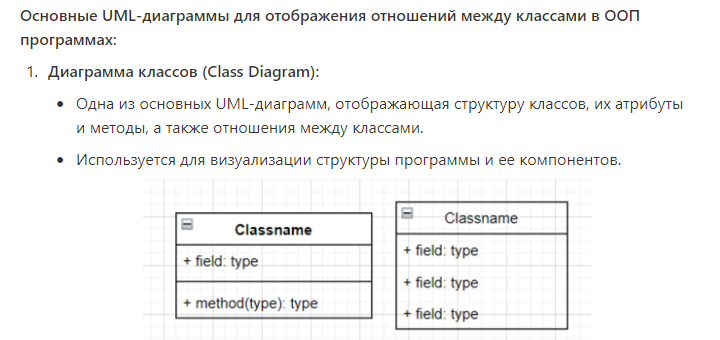 Основные UML-диаграммы для отображения отношений между классами в ООП
программах:
1. Диаграмма классов (Class Diagram):
• Одна из основных UML-диаграмм, отображающая структуру классов, их атрибуты
и методы, а также отношения между классами.
• Используется для визуализации структуры программы и ее компонентов.
Classname
+ field: type
+ method(type): type
Classname
+ field: type
+ field: type
+ field: type